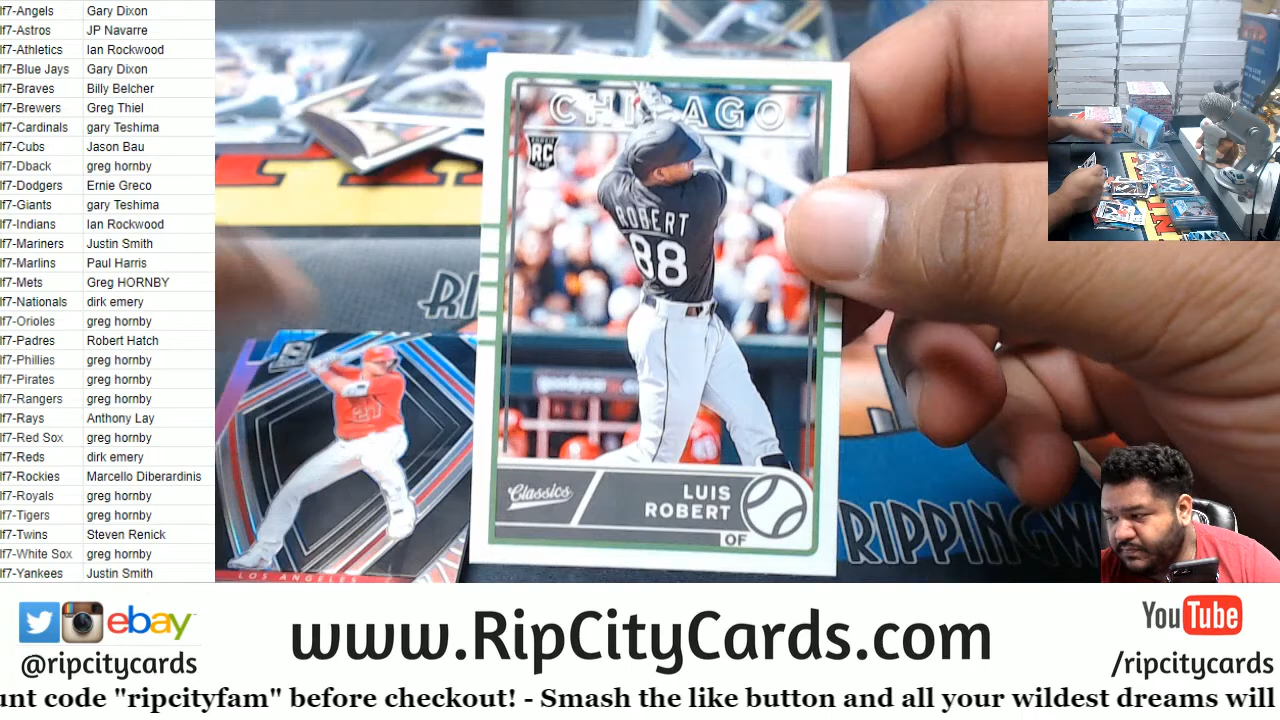 lf7-Angels Gary Dixon
lf7-Astros JP Navarre
lf7-Athletics Ian Rockwood
lf7-Blue Jays Gary Dixon
lf7-Braves Billy Belcher
lf7-Brewers Greg Thiel
lf7-Cardinals gary Teshima
lf7-Cubs Jason Bau
lf7-Dback greg hornby
lf7-Dodgers Ernie Greco
lf7-Giants gary Teshima
lf7-Indians Ian Rockwood
lf7-Mariners Justin Smith
lf7-Marlins Paul Harris
lf7-Mets Greg HORNBY
lf7-Nationals dirk emery
lf7-Orioles greg hornby
lf7-Padres Robert Hatch
lf7-Phillies greg hornby
lf7-Pirates greg hornby
lf7-Rangers greg hornby
lf7-Rays Anthony Lay
lf7-Red Sox greg hornby
lf7-Reds dirk emery
lf7-Rockies Marcello Diberardinis
lf7-Royals greg hornby
lf7-Tigers greg hornby
lf7-Twins Steven Renick
lf7-White Sox greg hornby
lf7-Yankees Justin Smith
CHICAGO
RC
ROBERT
88
Classics
LUIS
ROBERT
OF
27
LOS ANGELES
RI
RIPPINGW
ebay
@ripcitycards
www.RipCityCards.com
YouTube
/ripcitycards
unt code "ripcityfam" before checkout! - Smash the like button and all your wildest dreams will